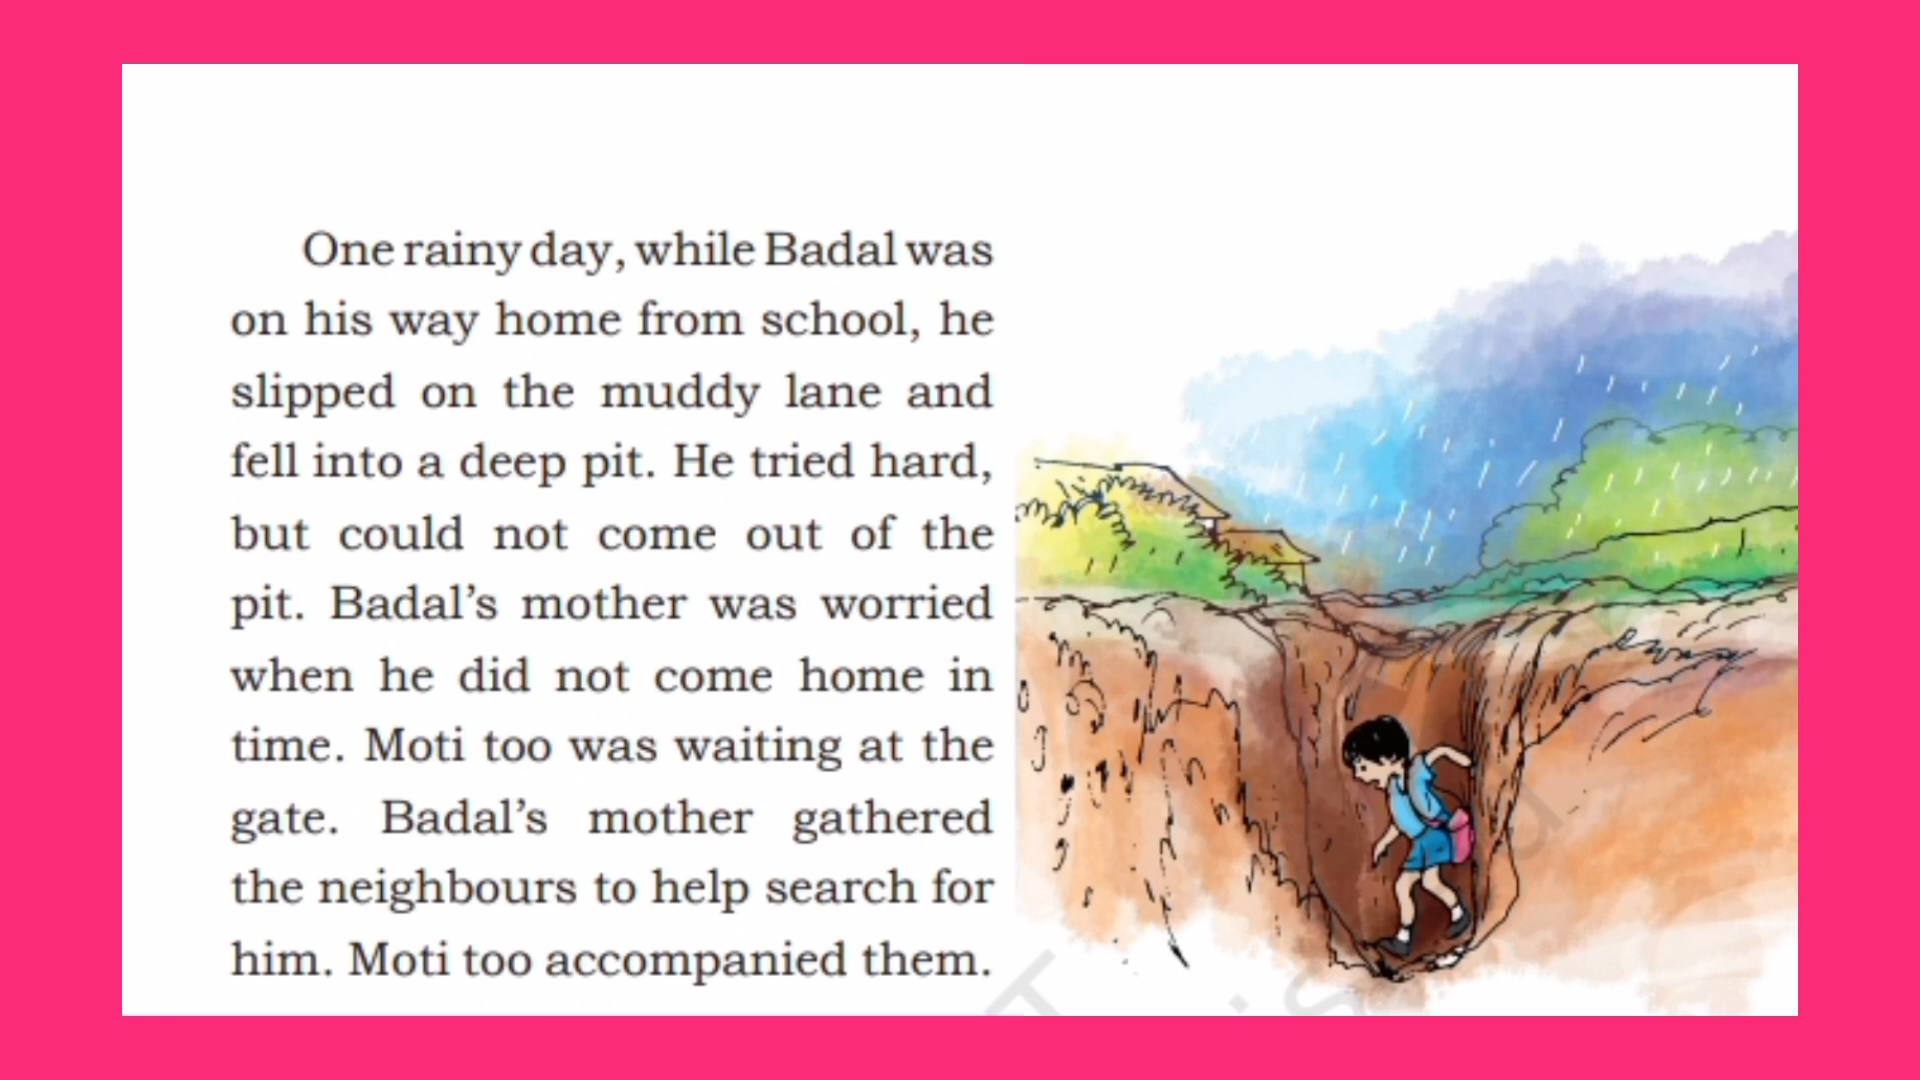 One rainy day, while Badal was
on his way home from school, he
slipped on the muddy lane and
fell into a deep pit. He tried hard,
but could not come out of the
pit. Badal’s mother was worried
when he did not come home in
time. Moti too was waiting at the
gate. Badal’s mother gathered
the neighbours to help search for
him. Moti too accompanied them.